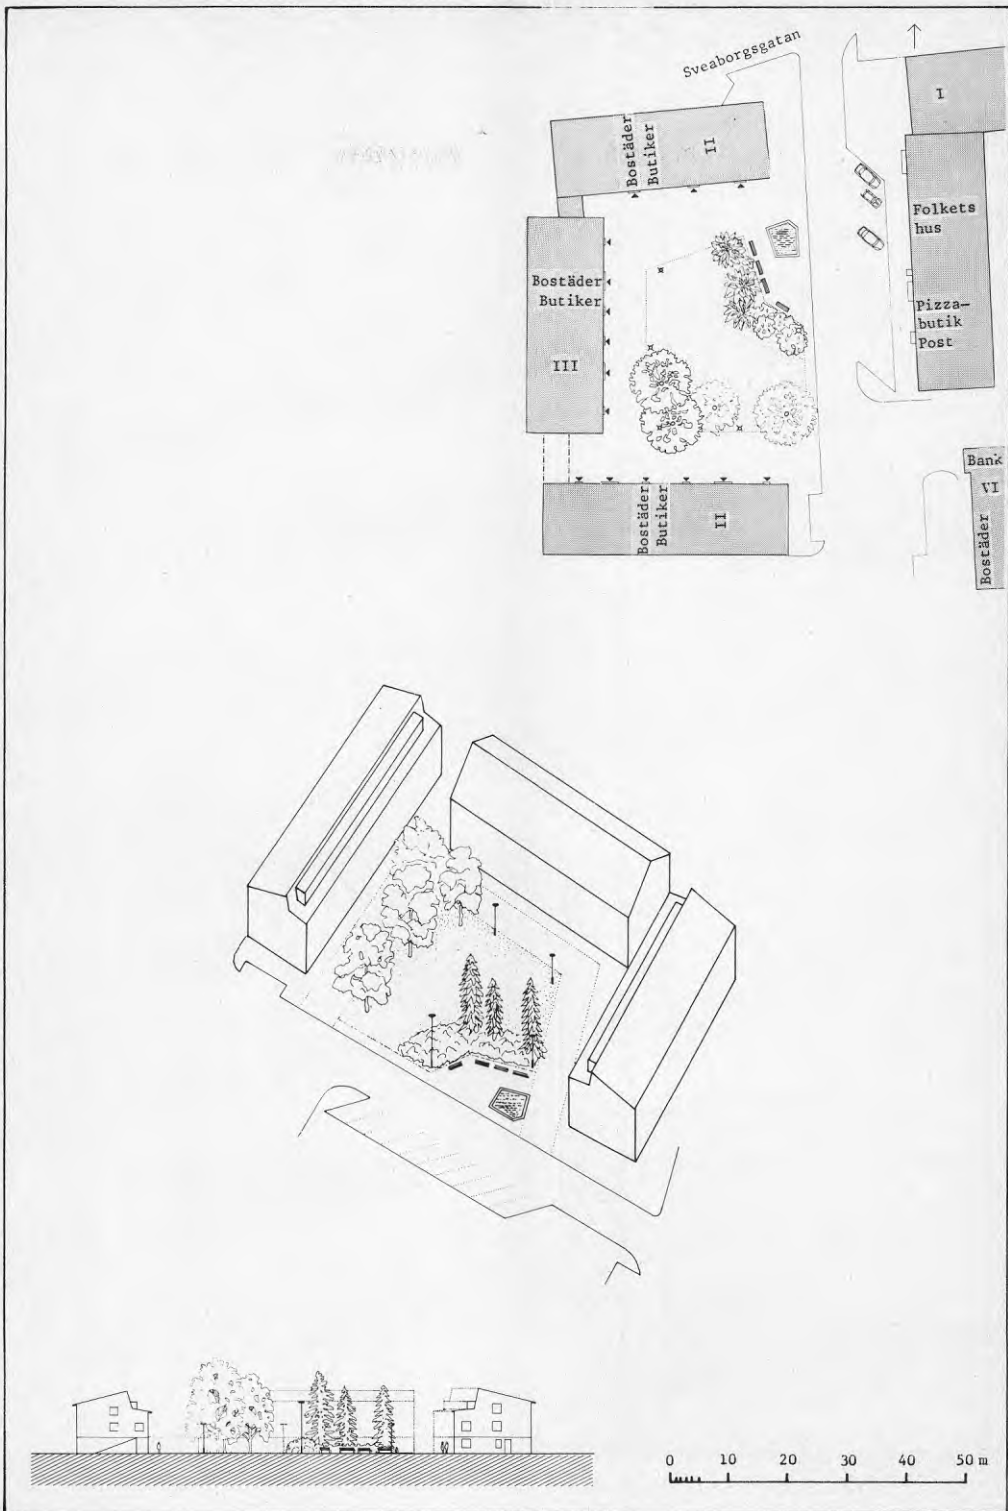 Sveaborgsgatan
I
Bostäder
Butiker
II
Folkets
hus
Bostäder
Butiker
III
Pizza-
butik
Post
Bostäder
Butiker
II
Bank
VI
Bostäder
0 10 20 30 40 50 m